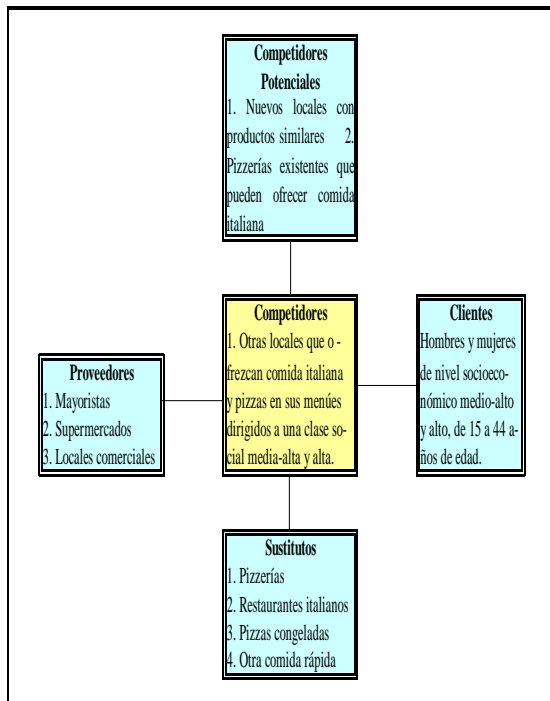 Competidores
Potenciales
1. Nuevos locales con
productos similares 2.
Pizzerías existentes que
pueden ofrecer comida
italiana
Competidores
1. Otras locales que o -
frezcan comida italiana
y pizzas en sus menúes
dirigidos a una clase so-
cial media-alta y alta.
Clientes
Hombres y mujeres
de nivel socioeco-
nómico medio-alto
y alto, de 15 a 44 a-
ños de edad.
Proveedores
1. Mayoristas
2. Supermercados
3. Locales comerciales
Sustitutos
1. Pizzerías
2. Restaurantes italianos
3. Pizzas congeladas
4. Otra comida rápida